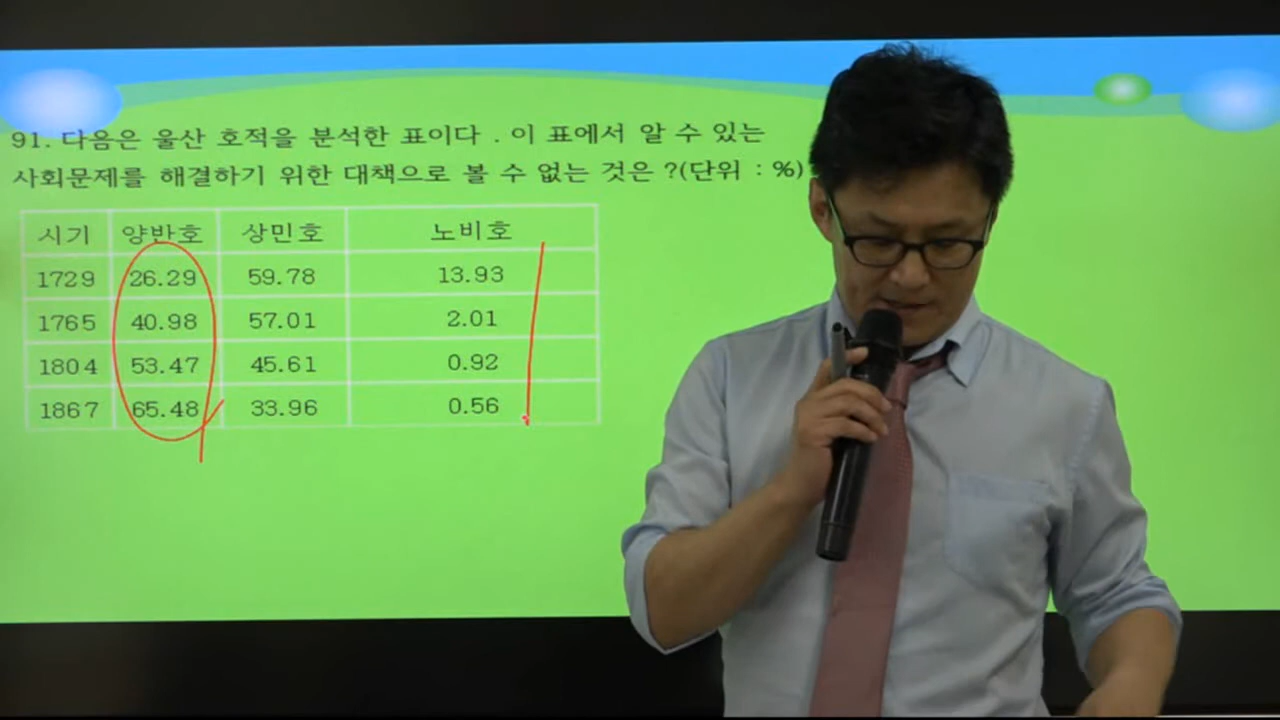 91. 다음은 울산 호적을 분석한 표이다 . 이 표에서 알 수 있는
사회문제를 해결하기 위한 대책으로 볼 수 없는 것은 ?(단위 : %)
시기 양반호 상민호 노비호
1729 26.29 59.78 13.93
1765 40.98 57.01 2.01
1804 53.47 45.61 0.92
1867 65.48 33.96 0.56